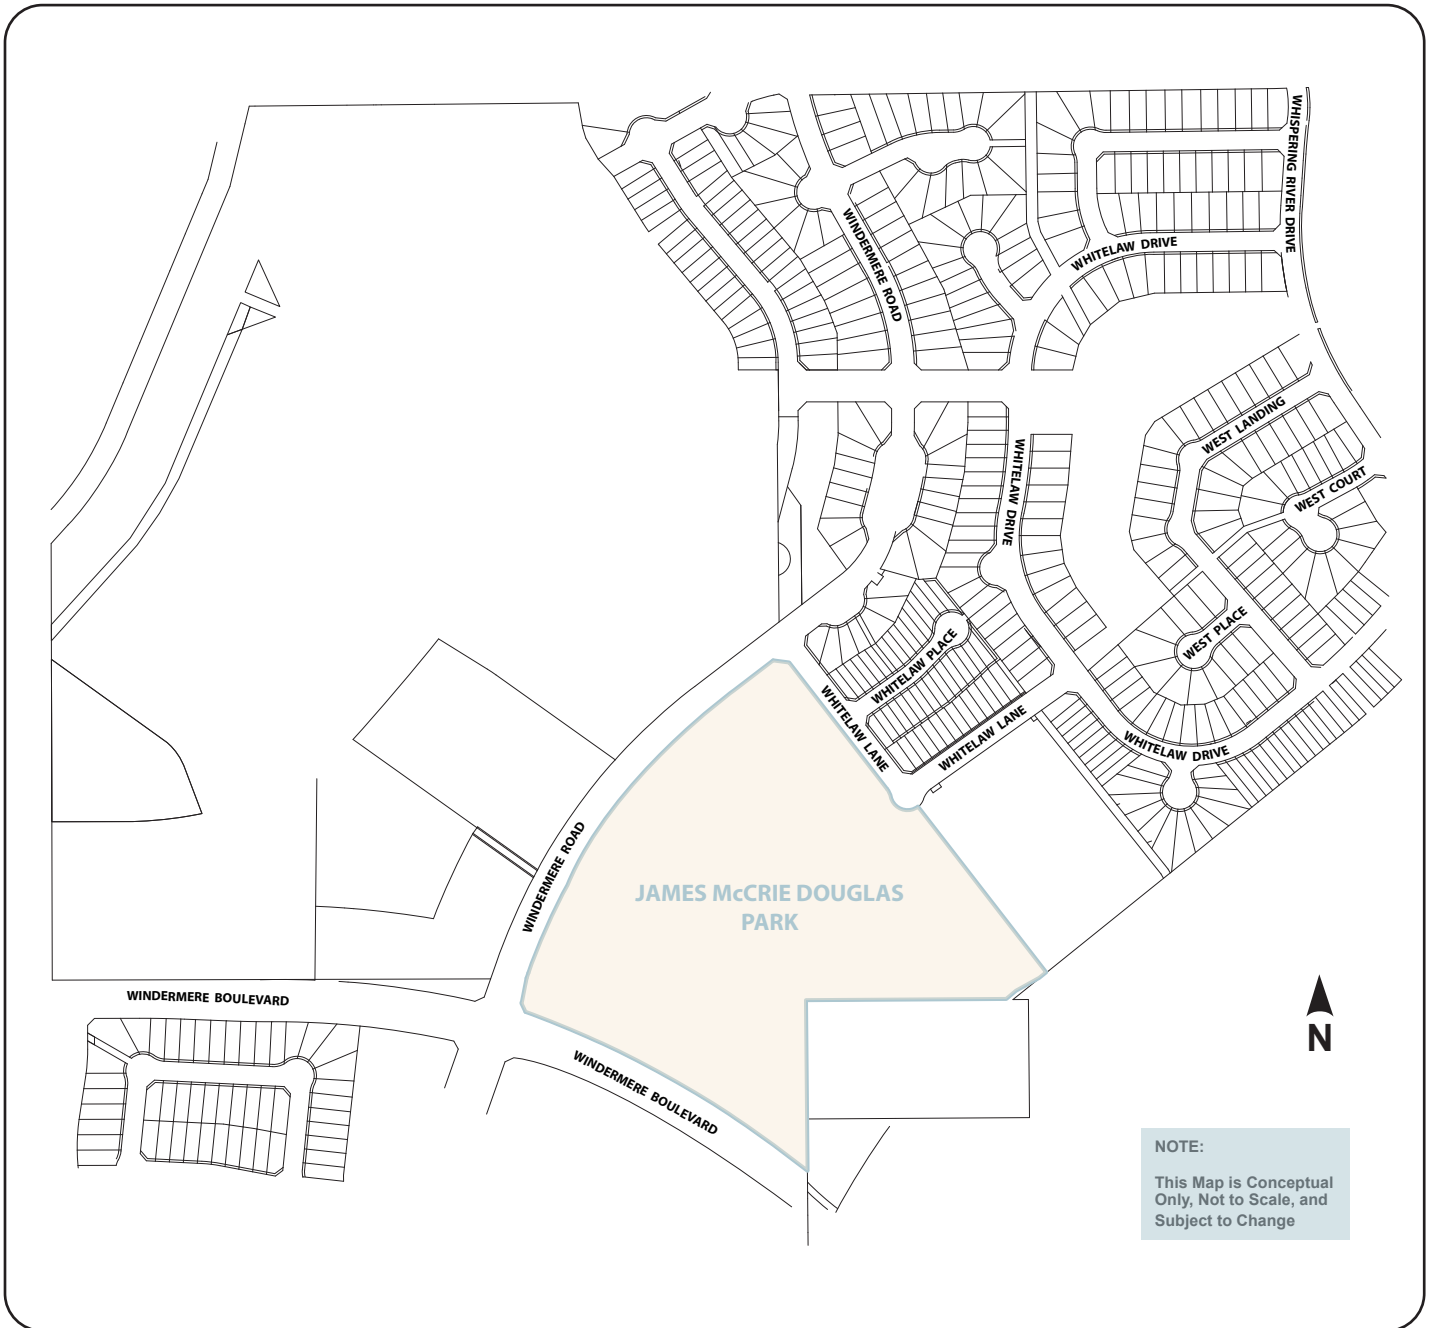 WHISPERING RIVER DRIVE
WINDERMERE ROAD
WHITELAW DRIVE
WEST LANDING
WHITELAW DRIVE
WEST COURT
WEST PLACE
WHITELAW PLACE
WHITELAW LANE
WHITELAW LANE
WHITELAW DRIVE
WINDERMERE ROAD
JAMES McCRIE DOUGLAS
PARK
WINDERMERE BOULEVARD
N
WINDERMERE BOULEVARD
NOTE:
This Map is Conceptual
Only, Not to Scale, and
Subject to Change